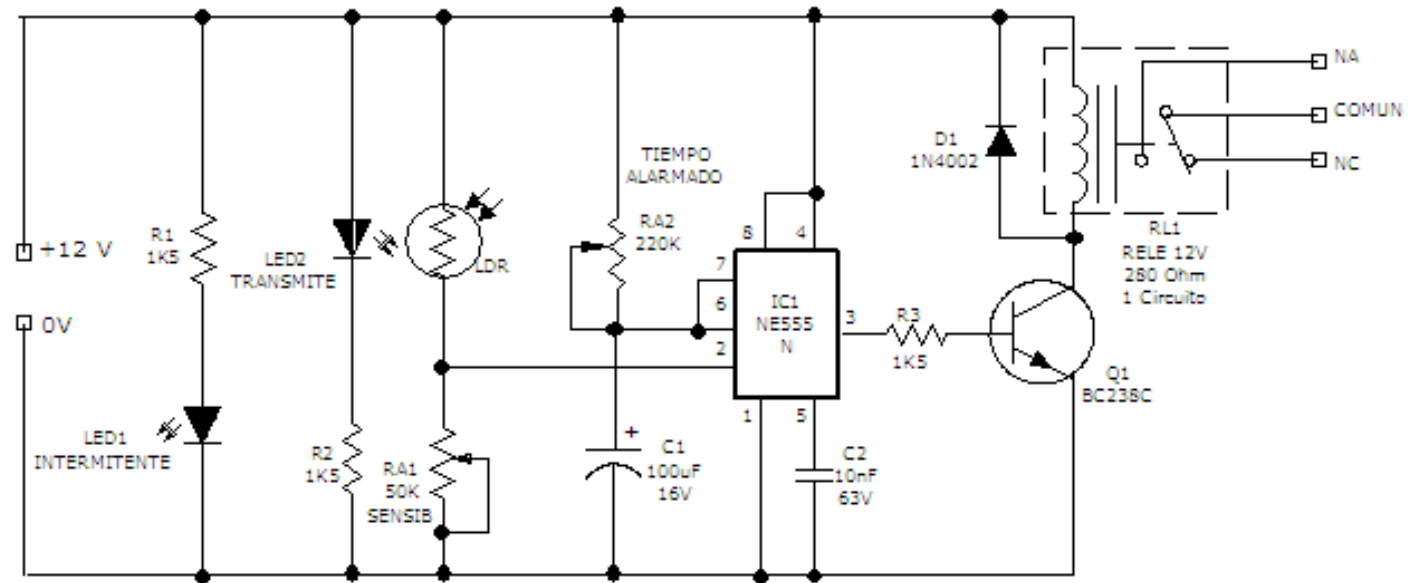 +12 V
0V
R1
1K5
LED1
INTERMITENTE
LED2
TRANSMITE
R2
1K5
LDR
RA1
50K
SENSIB
TIEMPO
ALARMADO
RA2
220K
+
C1
100uF
16V
8
4
7
6
2
3
1
5
IC1
NE555
N
C2
10nF
63V
R3
1K5
D1
1N4002
Q1
BC238C
RL1
RELE 12V
280 Ohm
1 Circuito
NA
COMUN
NC